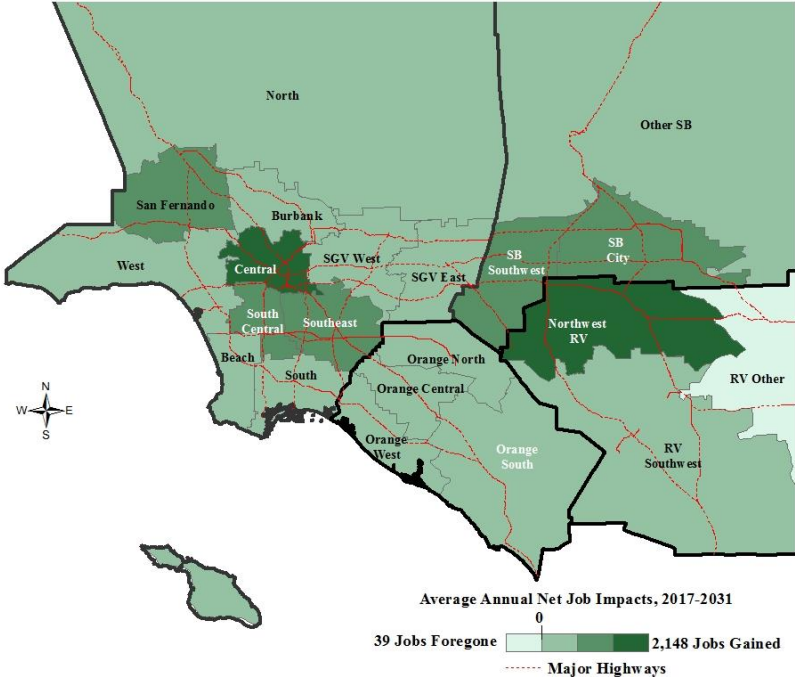 North
Other SB
San Fernando
Burbank
West
Central
SGV West
SGV East
SB
Southwest
SB
City
South
Central
Southeast
Northwest
RV
Beach
South
Orange North
Orange Central
RV Other
Orange
West
Orange
South
RV
Southwest
N
W
E
S
Average Annual Net Job Impacts, 2017-2031
0
39 Jobs Foregone
2,148 Jobs Gained
Major Highways